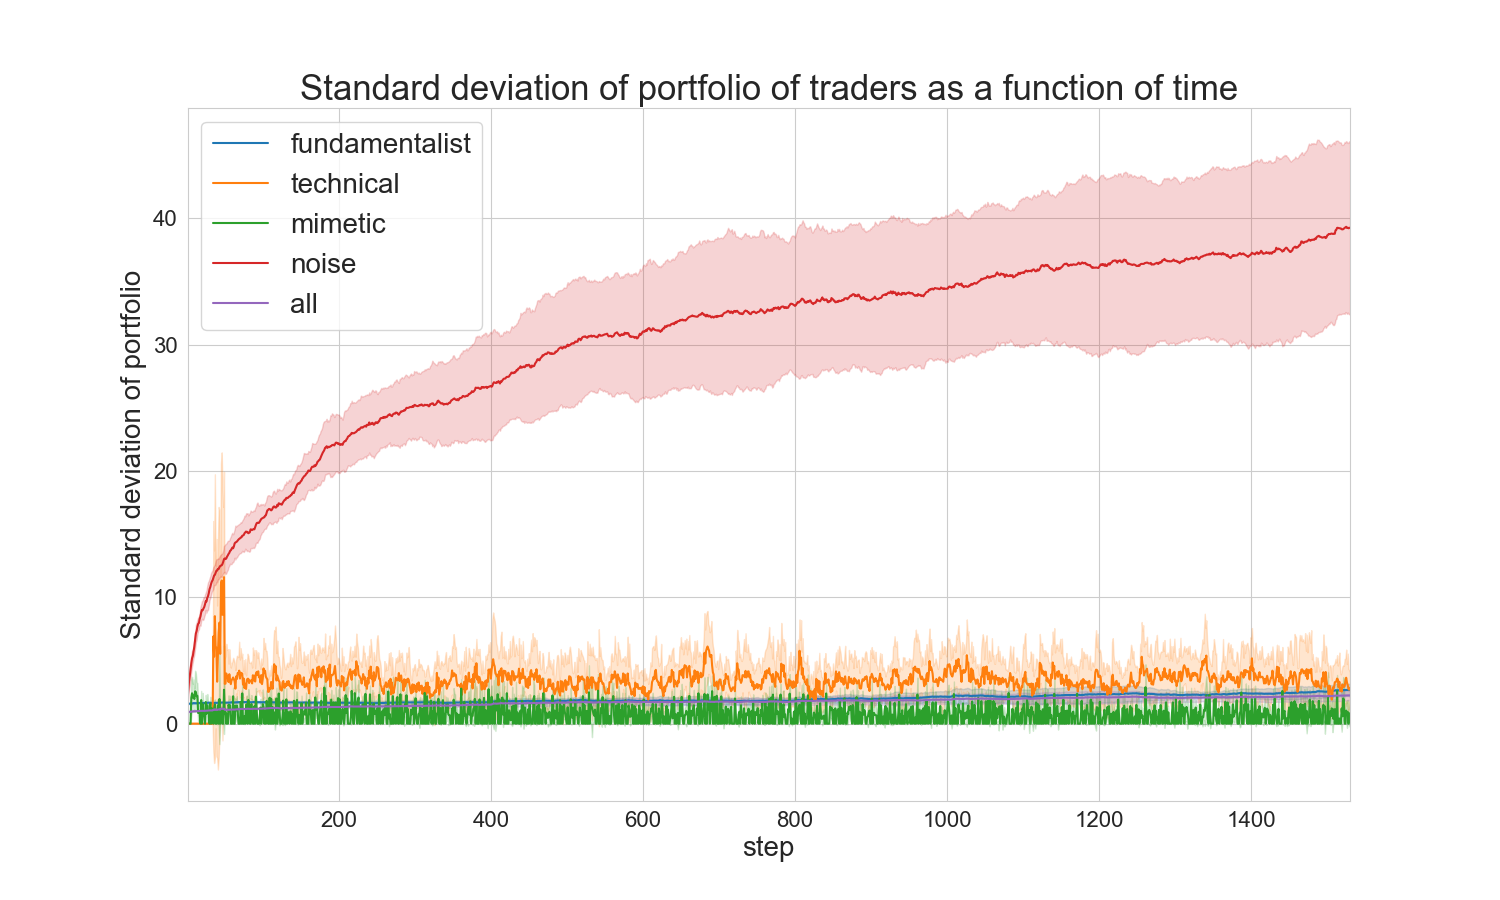 Standard deviation of portfolio of traders as a function of time
fundamentalist
technical
mimetic
noise
all
Standard deviation of portfolio
40
30
20
10
0
200 400 600 800 1000 1200 1400
step